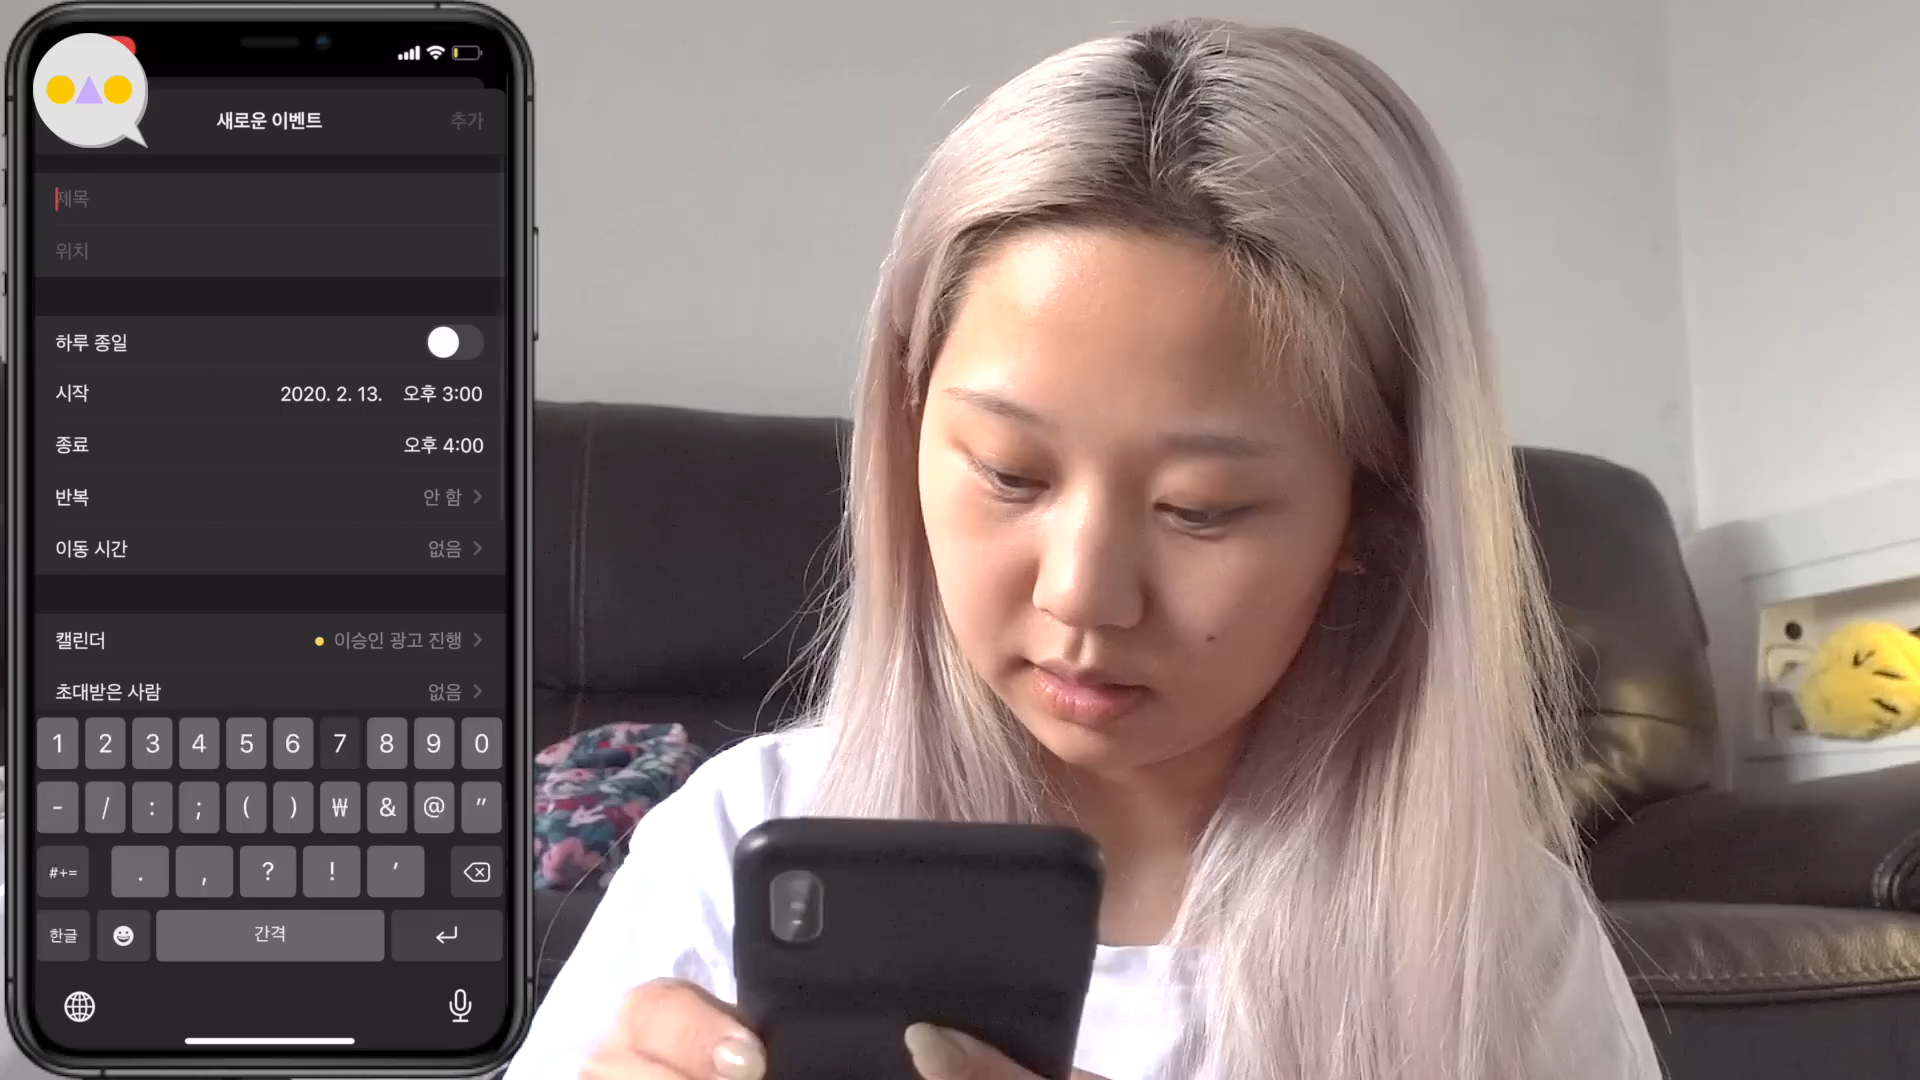 새로운 이벤트 추가
제목
위치
하루 종일
시작 2020. 2. 13. 오후 3:00
종료 오후 4:00
반복 안 함
이동 시간 없음
캘린더 이승인 광고 진행
초대받은 사람 없음
1 2 3 4 5 6 7 8 9 0
- / : ; ( ) ₩ & @ "
#+= . , ? ! '
한글 간격